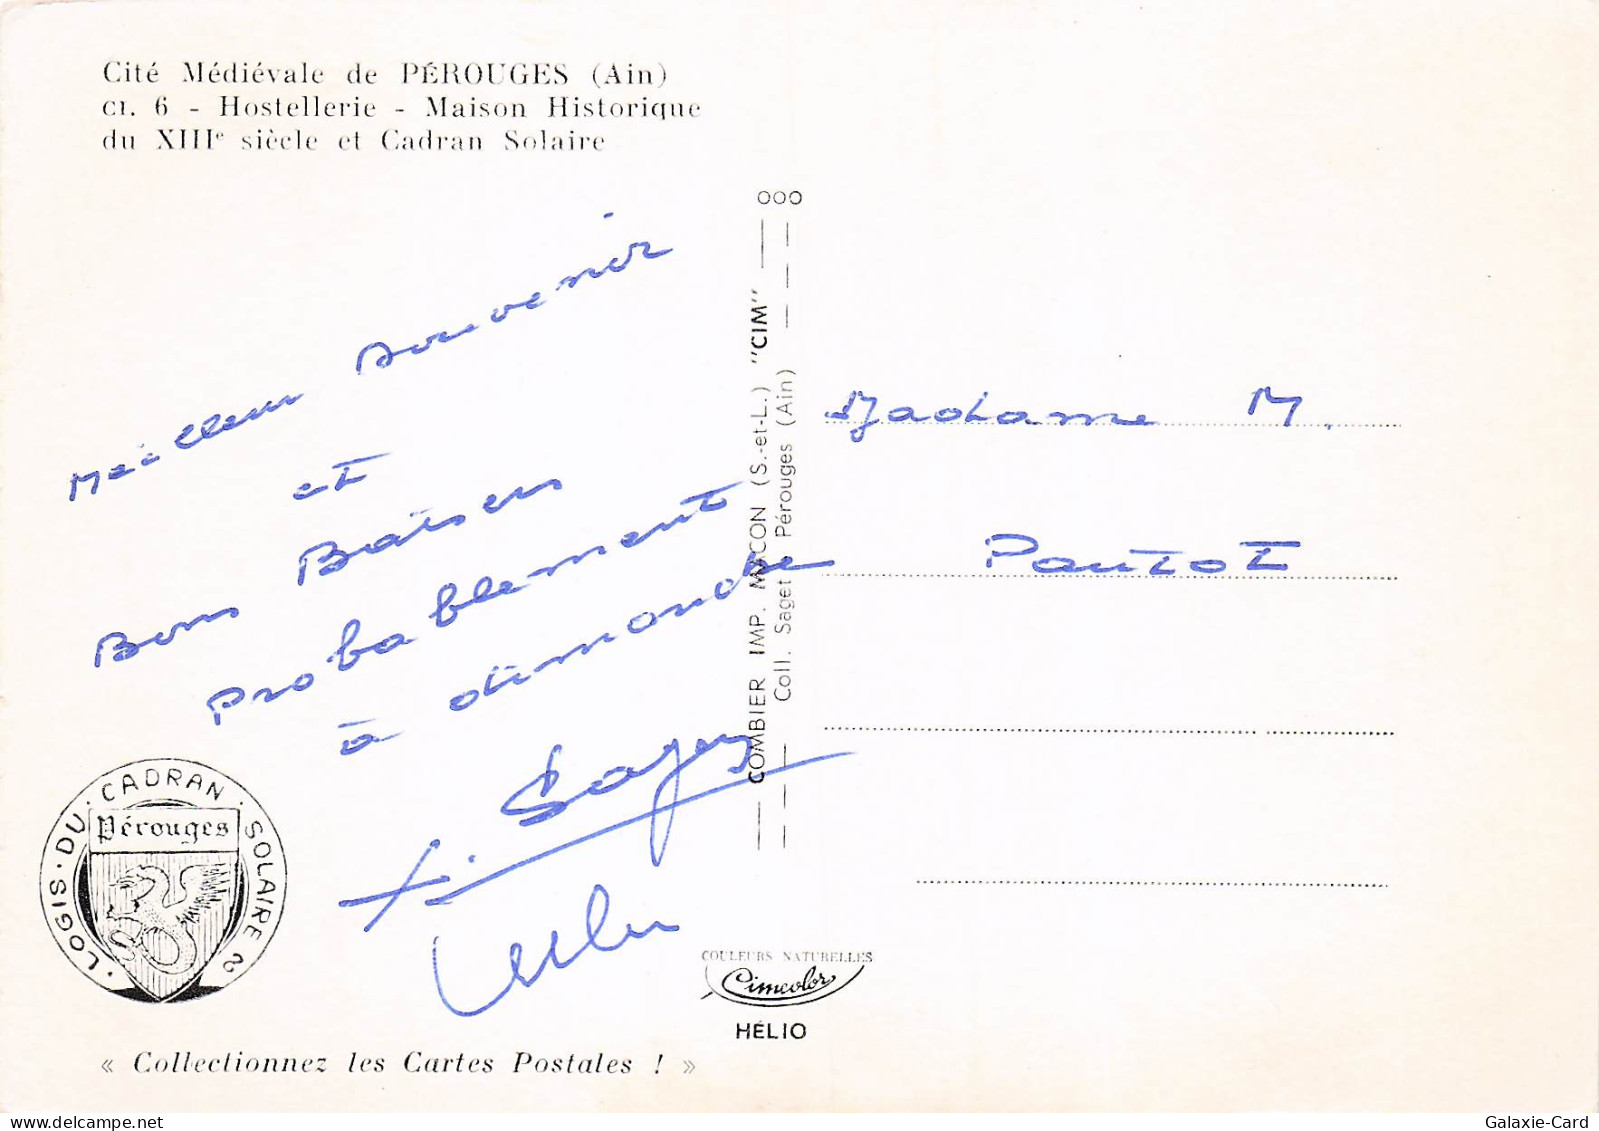 Cité Médiévale de PÉROUGES (Ain)
CI. 6 - Hostellerie - Maison Historique
du XIIIe siècle et Cadran Solaire
Meilleur souvenir
et
Bons Baisers
Probablement
à dimanche
LOGIS · DU · CADRAN · SOLAIRE
Pérouges
« Collectionnez les Cartes Postales ! »
COMBIER IMP. MACON (S.-et-L.) "CIM"
Coll. Saget Pérouges (Ain)
COULEURS NATURELLES
Cimcolor
HÉLIO
Madame M.
Pautot
Galaxie-Card
delcampe.net